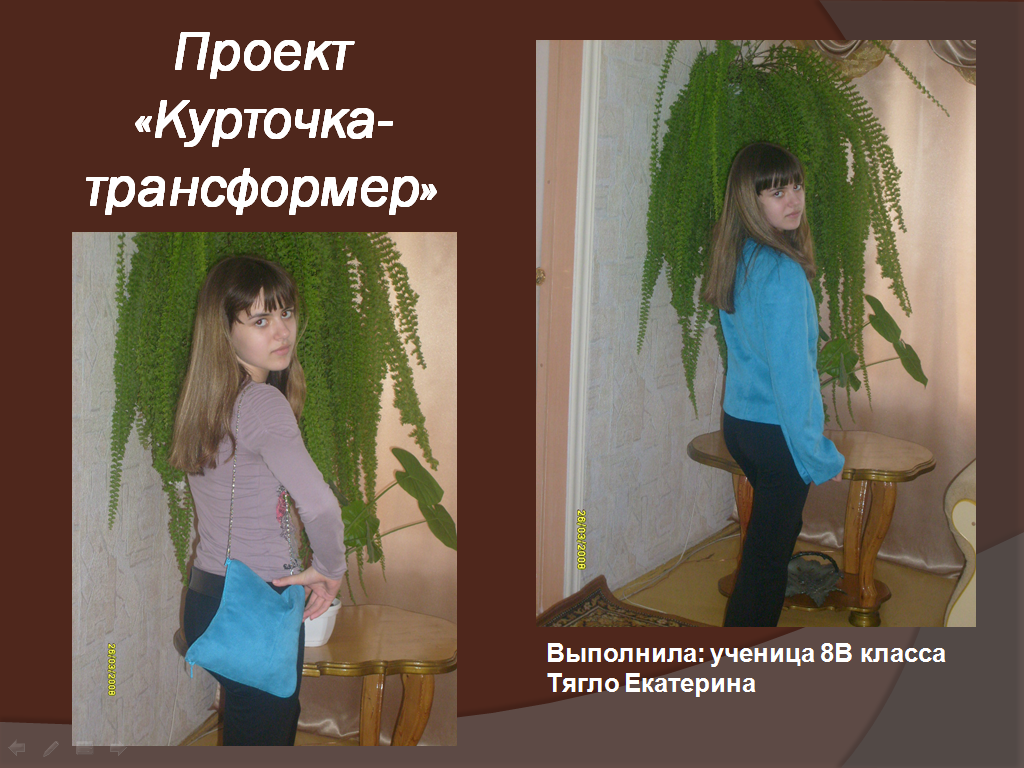 Проект
«Курточка-
трансформер»
26/03/2008
26/03/2008
Выполнила: ученица 8В класса
Тягло Екатерина